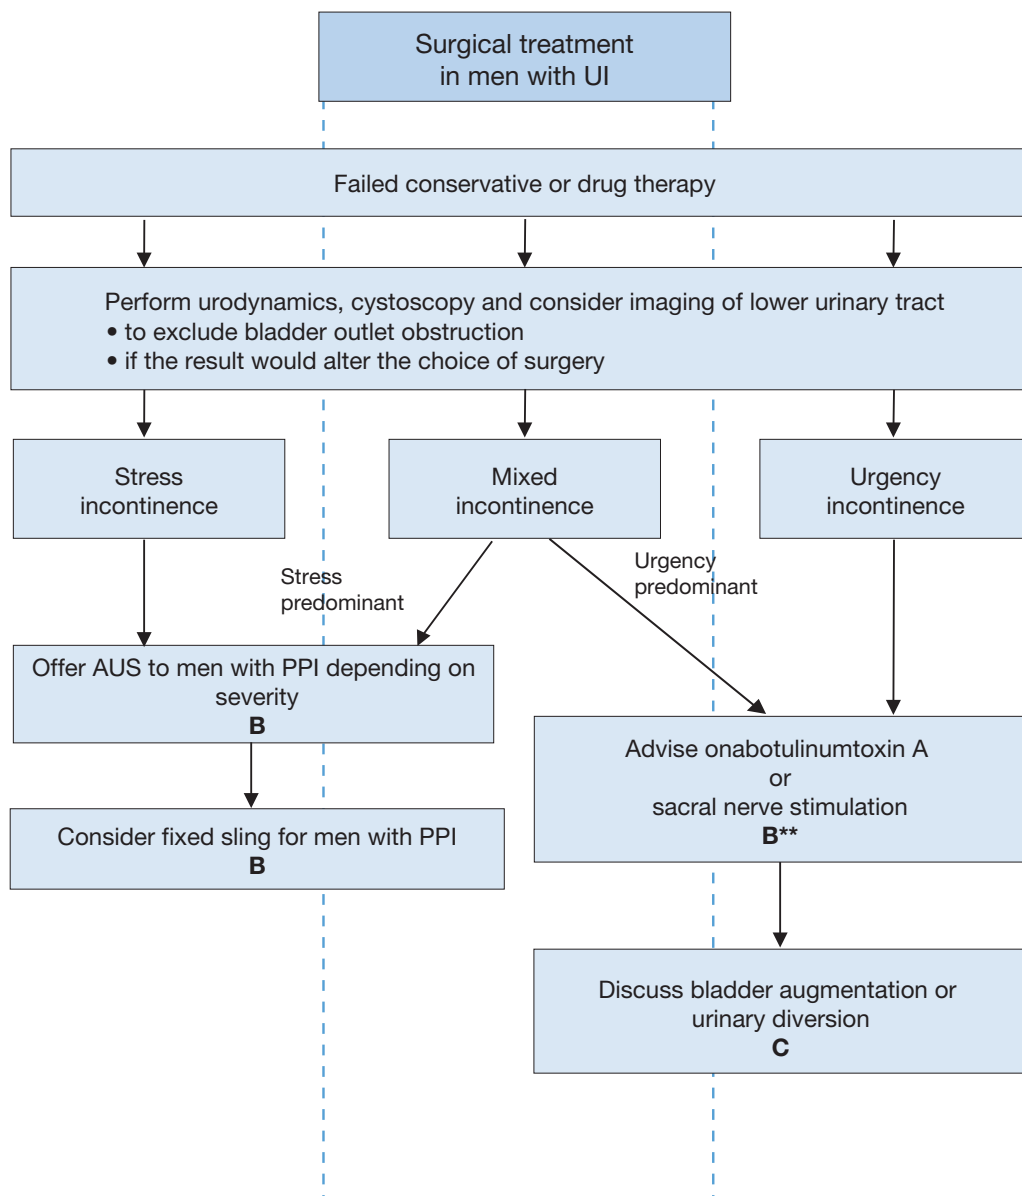 Surgical treatment
in men with UI
Failed conservative or drug therapy
Perform urodynamics, cystoscopy and consider imaging of lower urinary tract
• to exclude bladder outlet obstruction
• if the result would alter the choice of surgery
Stress
incontinence
Mixed
incontinence
Urgency
incontinence
Stress
predominant
Urgency
predominant
Offer AUS to men with PPI depending on
severity
B
Consider fixed sling for men with PPI
B
Advise onabotulinumtoxin A
or
sacral nerve stimulation
B**
Discuss bladder augmentation or
urinary diversion
C